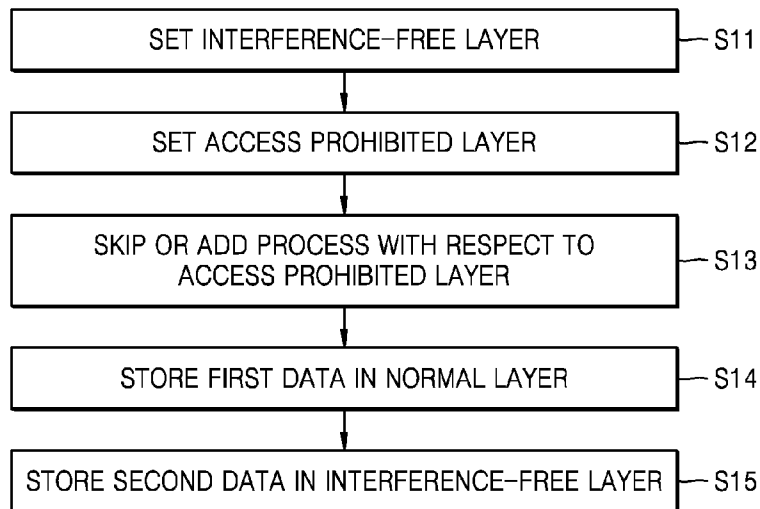 SET INTERFERENCE-FREE LAYER
S11
SET ACCESS PROHIBITED LAYER
S12
SKIP OR ADD PROCESS WITH RESPECT TO
ACCESS PROHIBITED LAYER
S13
STORE FIRST DATA IN NORMAL LAYER
S14
STORE SECOND DATA IN INTERFERENCE-FREE LAYER
S15